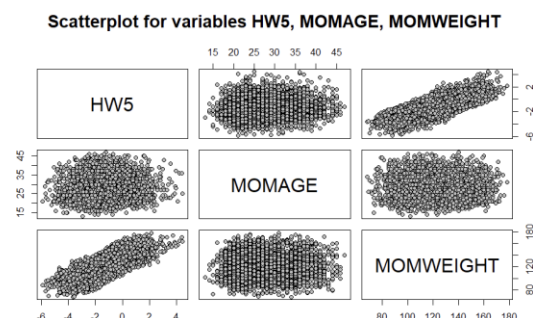 Scatterplot for variables HW5, MOMAGE, MOMWEIGHT
15 20 25 30 35 40 45
HW5
2
-2
-6
45
35
25
15
MOMAGE
180
120
80
MOMWEIGHT
-6 -4 -2 0 2 4
80 100 120 140 160 180